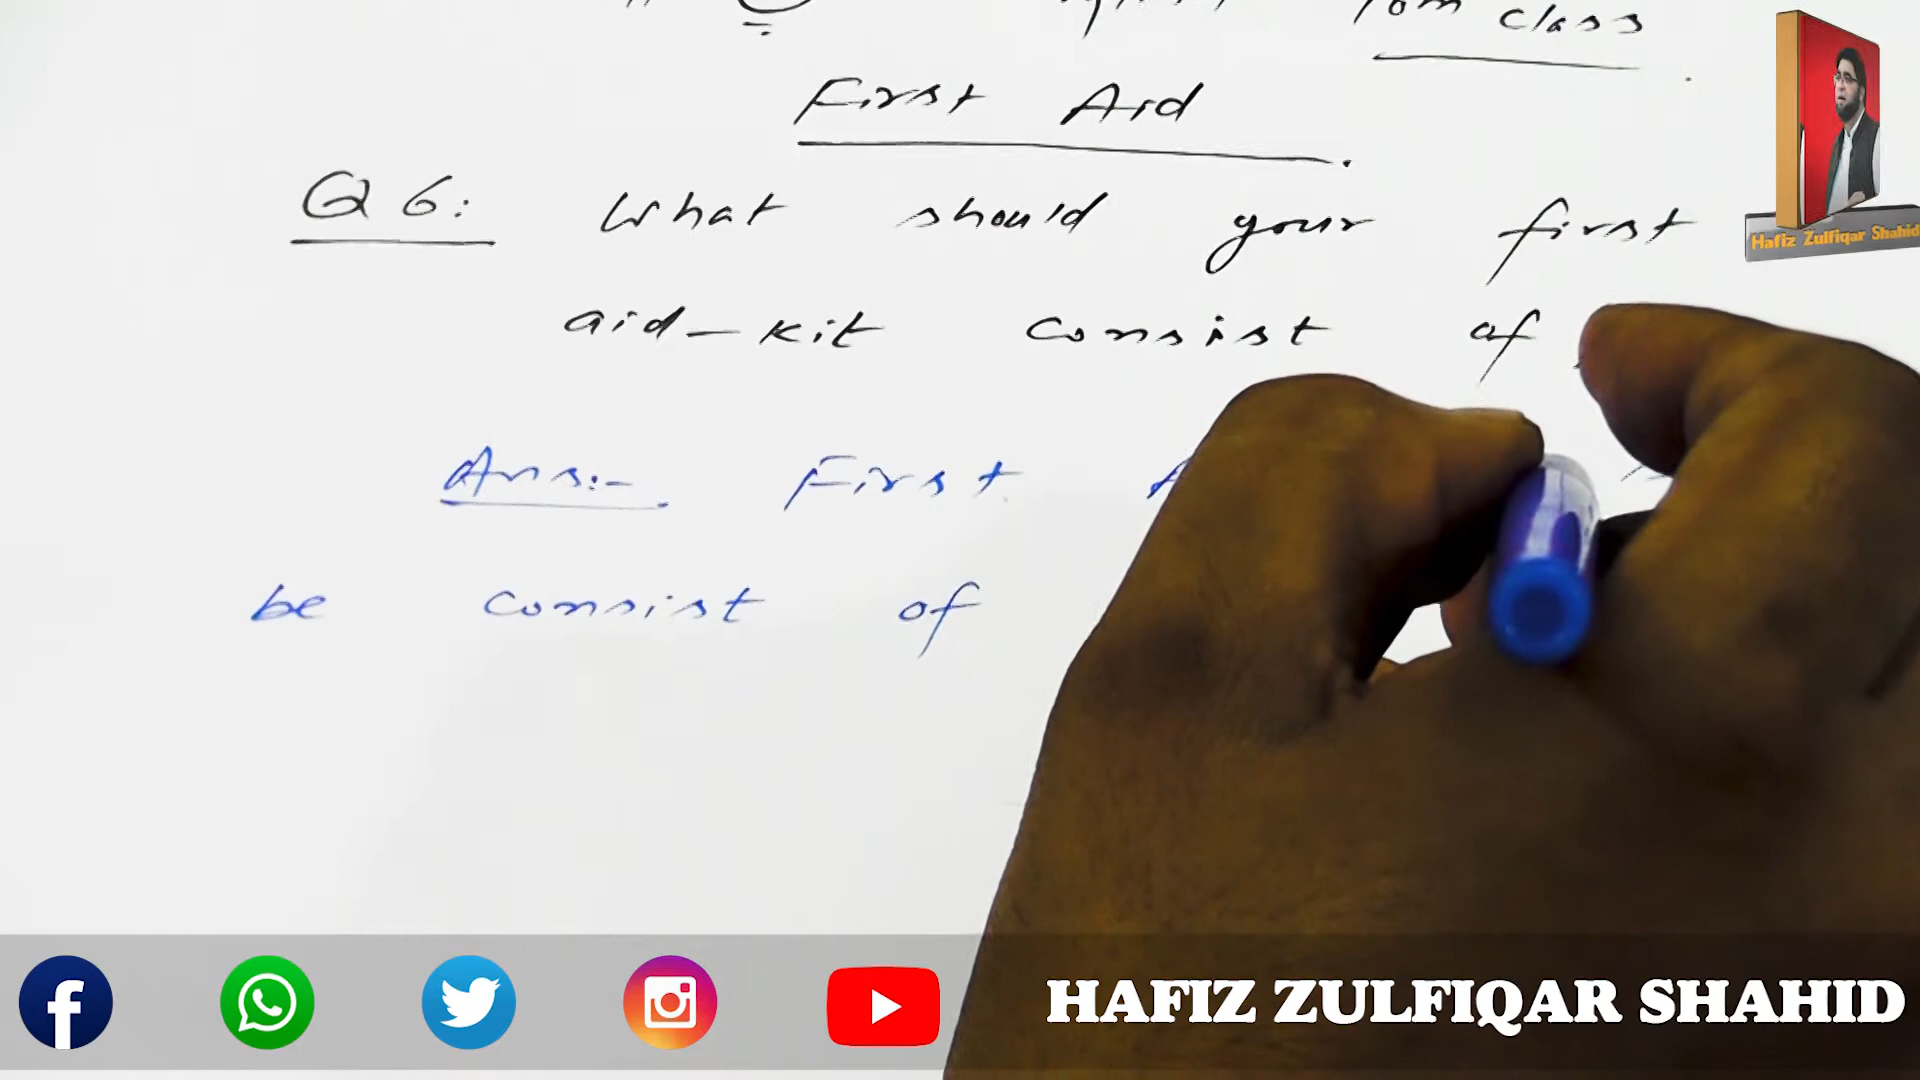 10th class
First Aid
Q 6: What should your first
aid-kit consist of
Ans:- First
be consist of
Hafiz Zulfiqar Shahid
HAFIZ ZULFIQAR SHAHID